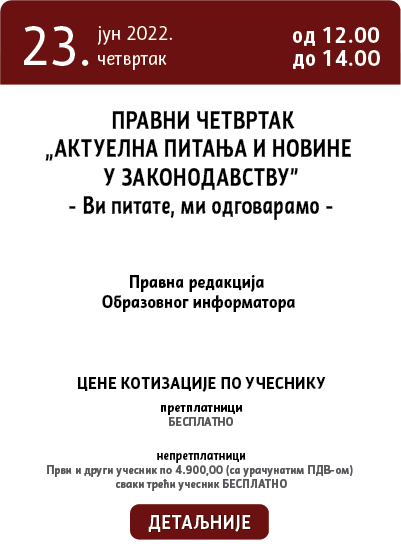 23.
јун 2022.
четвртак
од 12.00
до 14.00
ПРАВНИ ЧЕТВРТАК
„АКТУЕЛНА ПИТАЊА И НОВИНЕ
У ЗАКОНОДАВСТВУ”
- Ви питате, ми одговарамо -
Правна редакција
Образовног информатора
ЦЕНЕ КОТИЗАЦИЈЕ ПО УЧЕСНИКУ
претплатници
БЕСПЛАТНО
непретплатници
Први и други учесник по 4.900,00 (са урачунатим ПДВ-ом)
сваки трећи учесник БЕСПЛАТНО
ДЕТАЉНИЈЕ